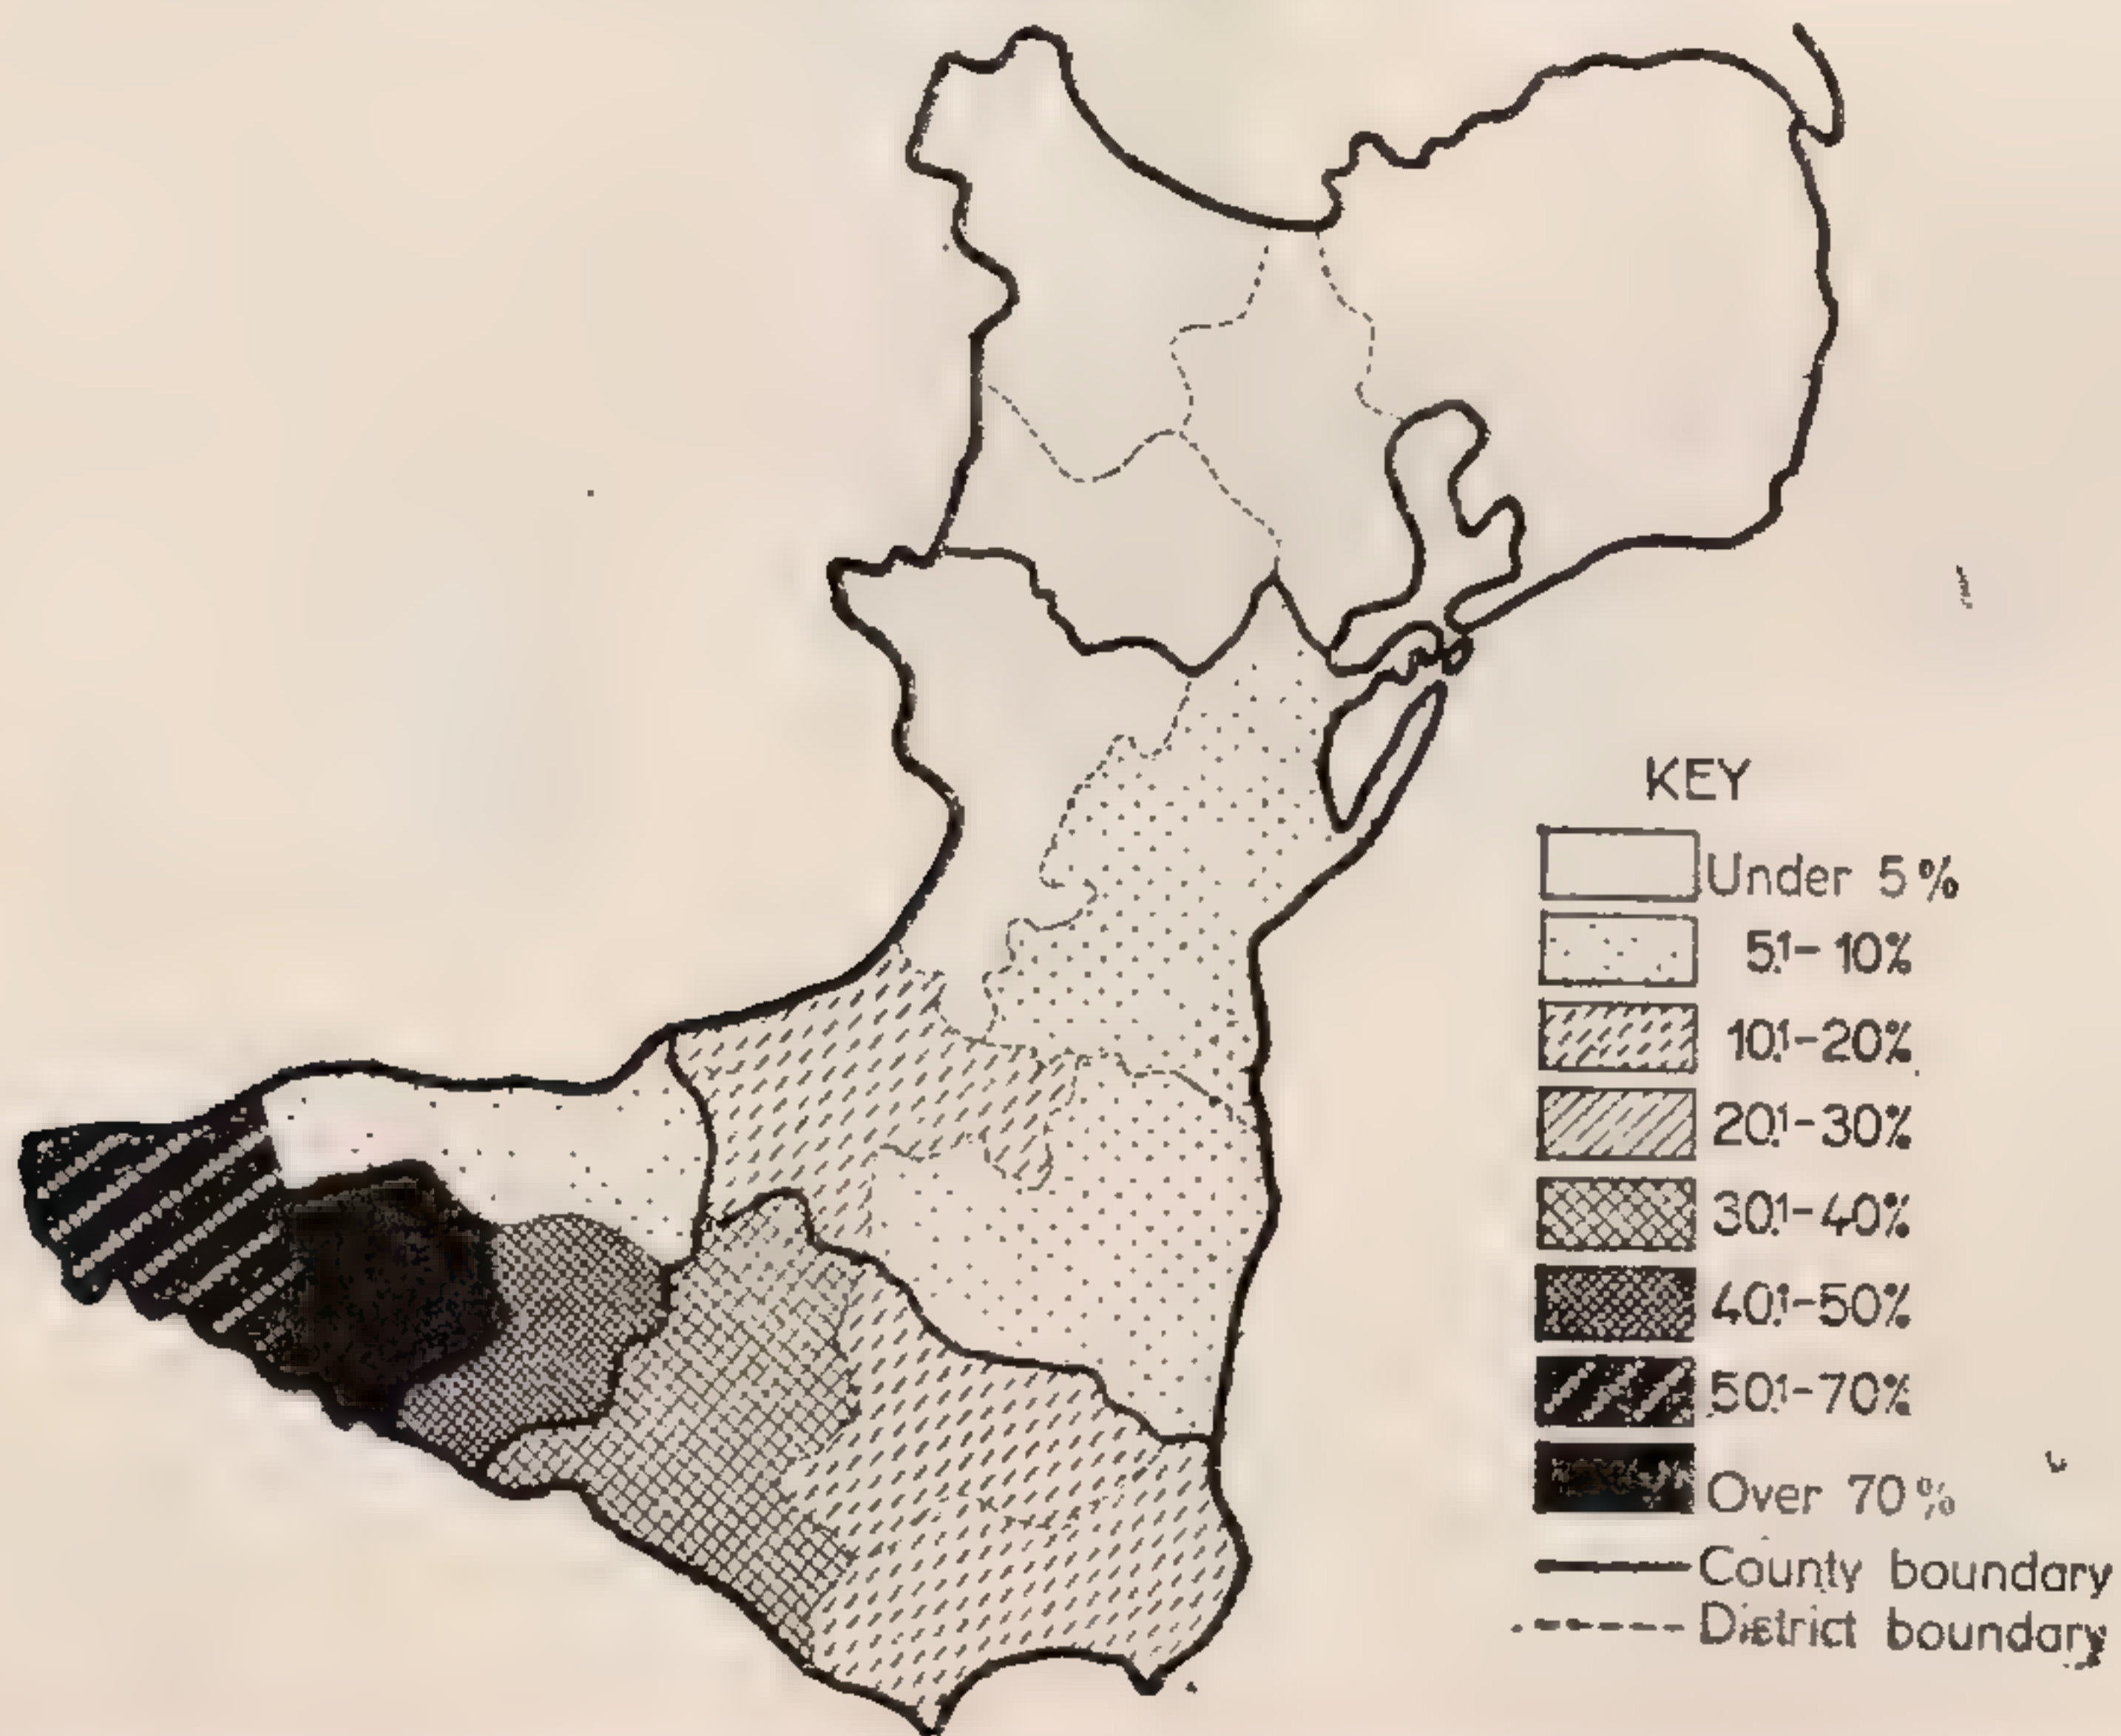 KEY
Under 5%
5.1-10%
10.1-20%
20.1-30%
30.1-40%
40.1-50%
50.1-70%
Over 70%
County boundary
District boundary